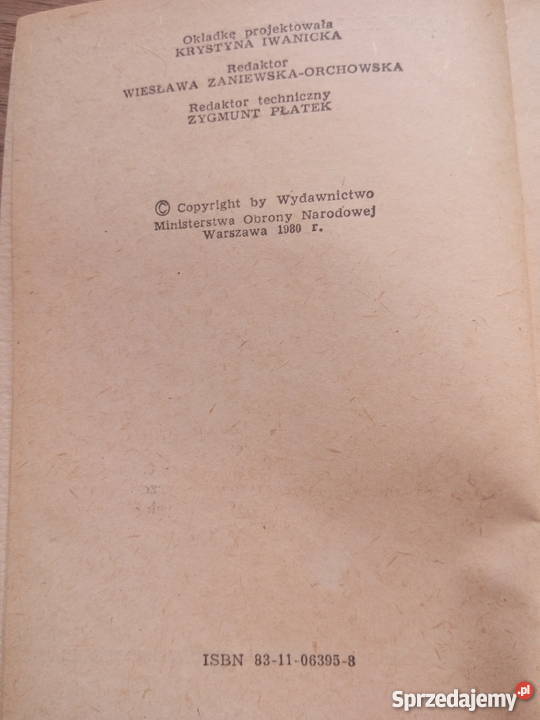 Okładkę projektowała
KRYSTYNA IWANICKA
Redaktor
WIESŁAWA ZANIEWSKA-ORCHOWSKA
Redaktor techniczny
ZYGMUNT PŁATEK
© Copyright by Wydawnictwo
Ministerstwa Obrony Narodowej
Warszawa 1980 r.
ISBN 83-11-06395-8
Sprzedajemy.pl